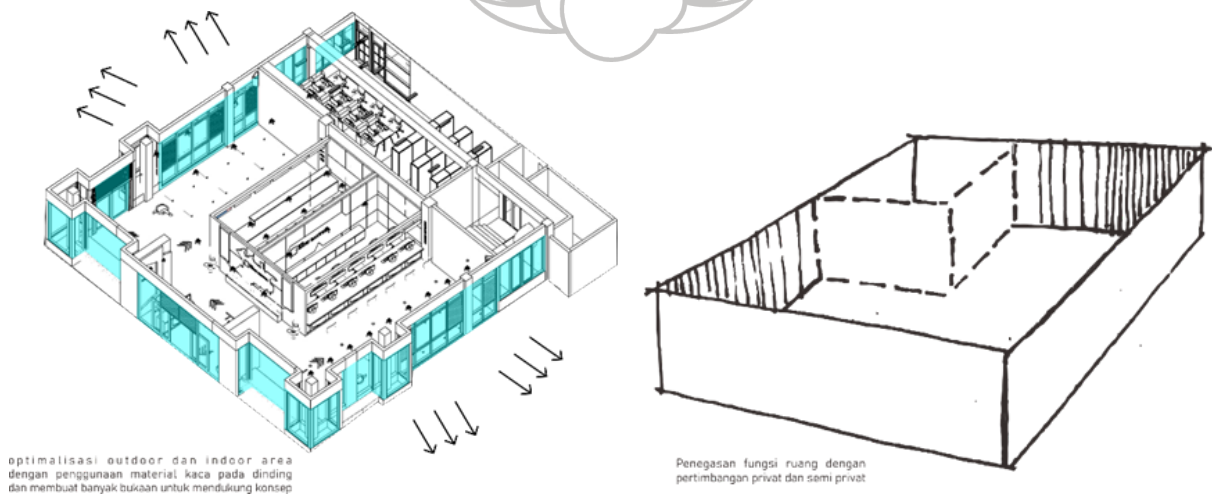 optimalisasi outdoor dan indoor area
dengan penggunaan material kaca pada dinding
dan membuat banyak bukaan untuk mendukung konsep
Penegasan fungsi ruang dengan
pertimbangan privat dan semi privat